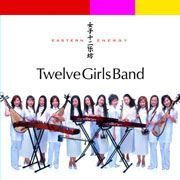 女子十二乐坊
EASTERN ENERGY
Twelve Girls Band